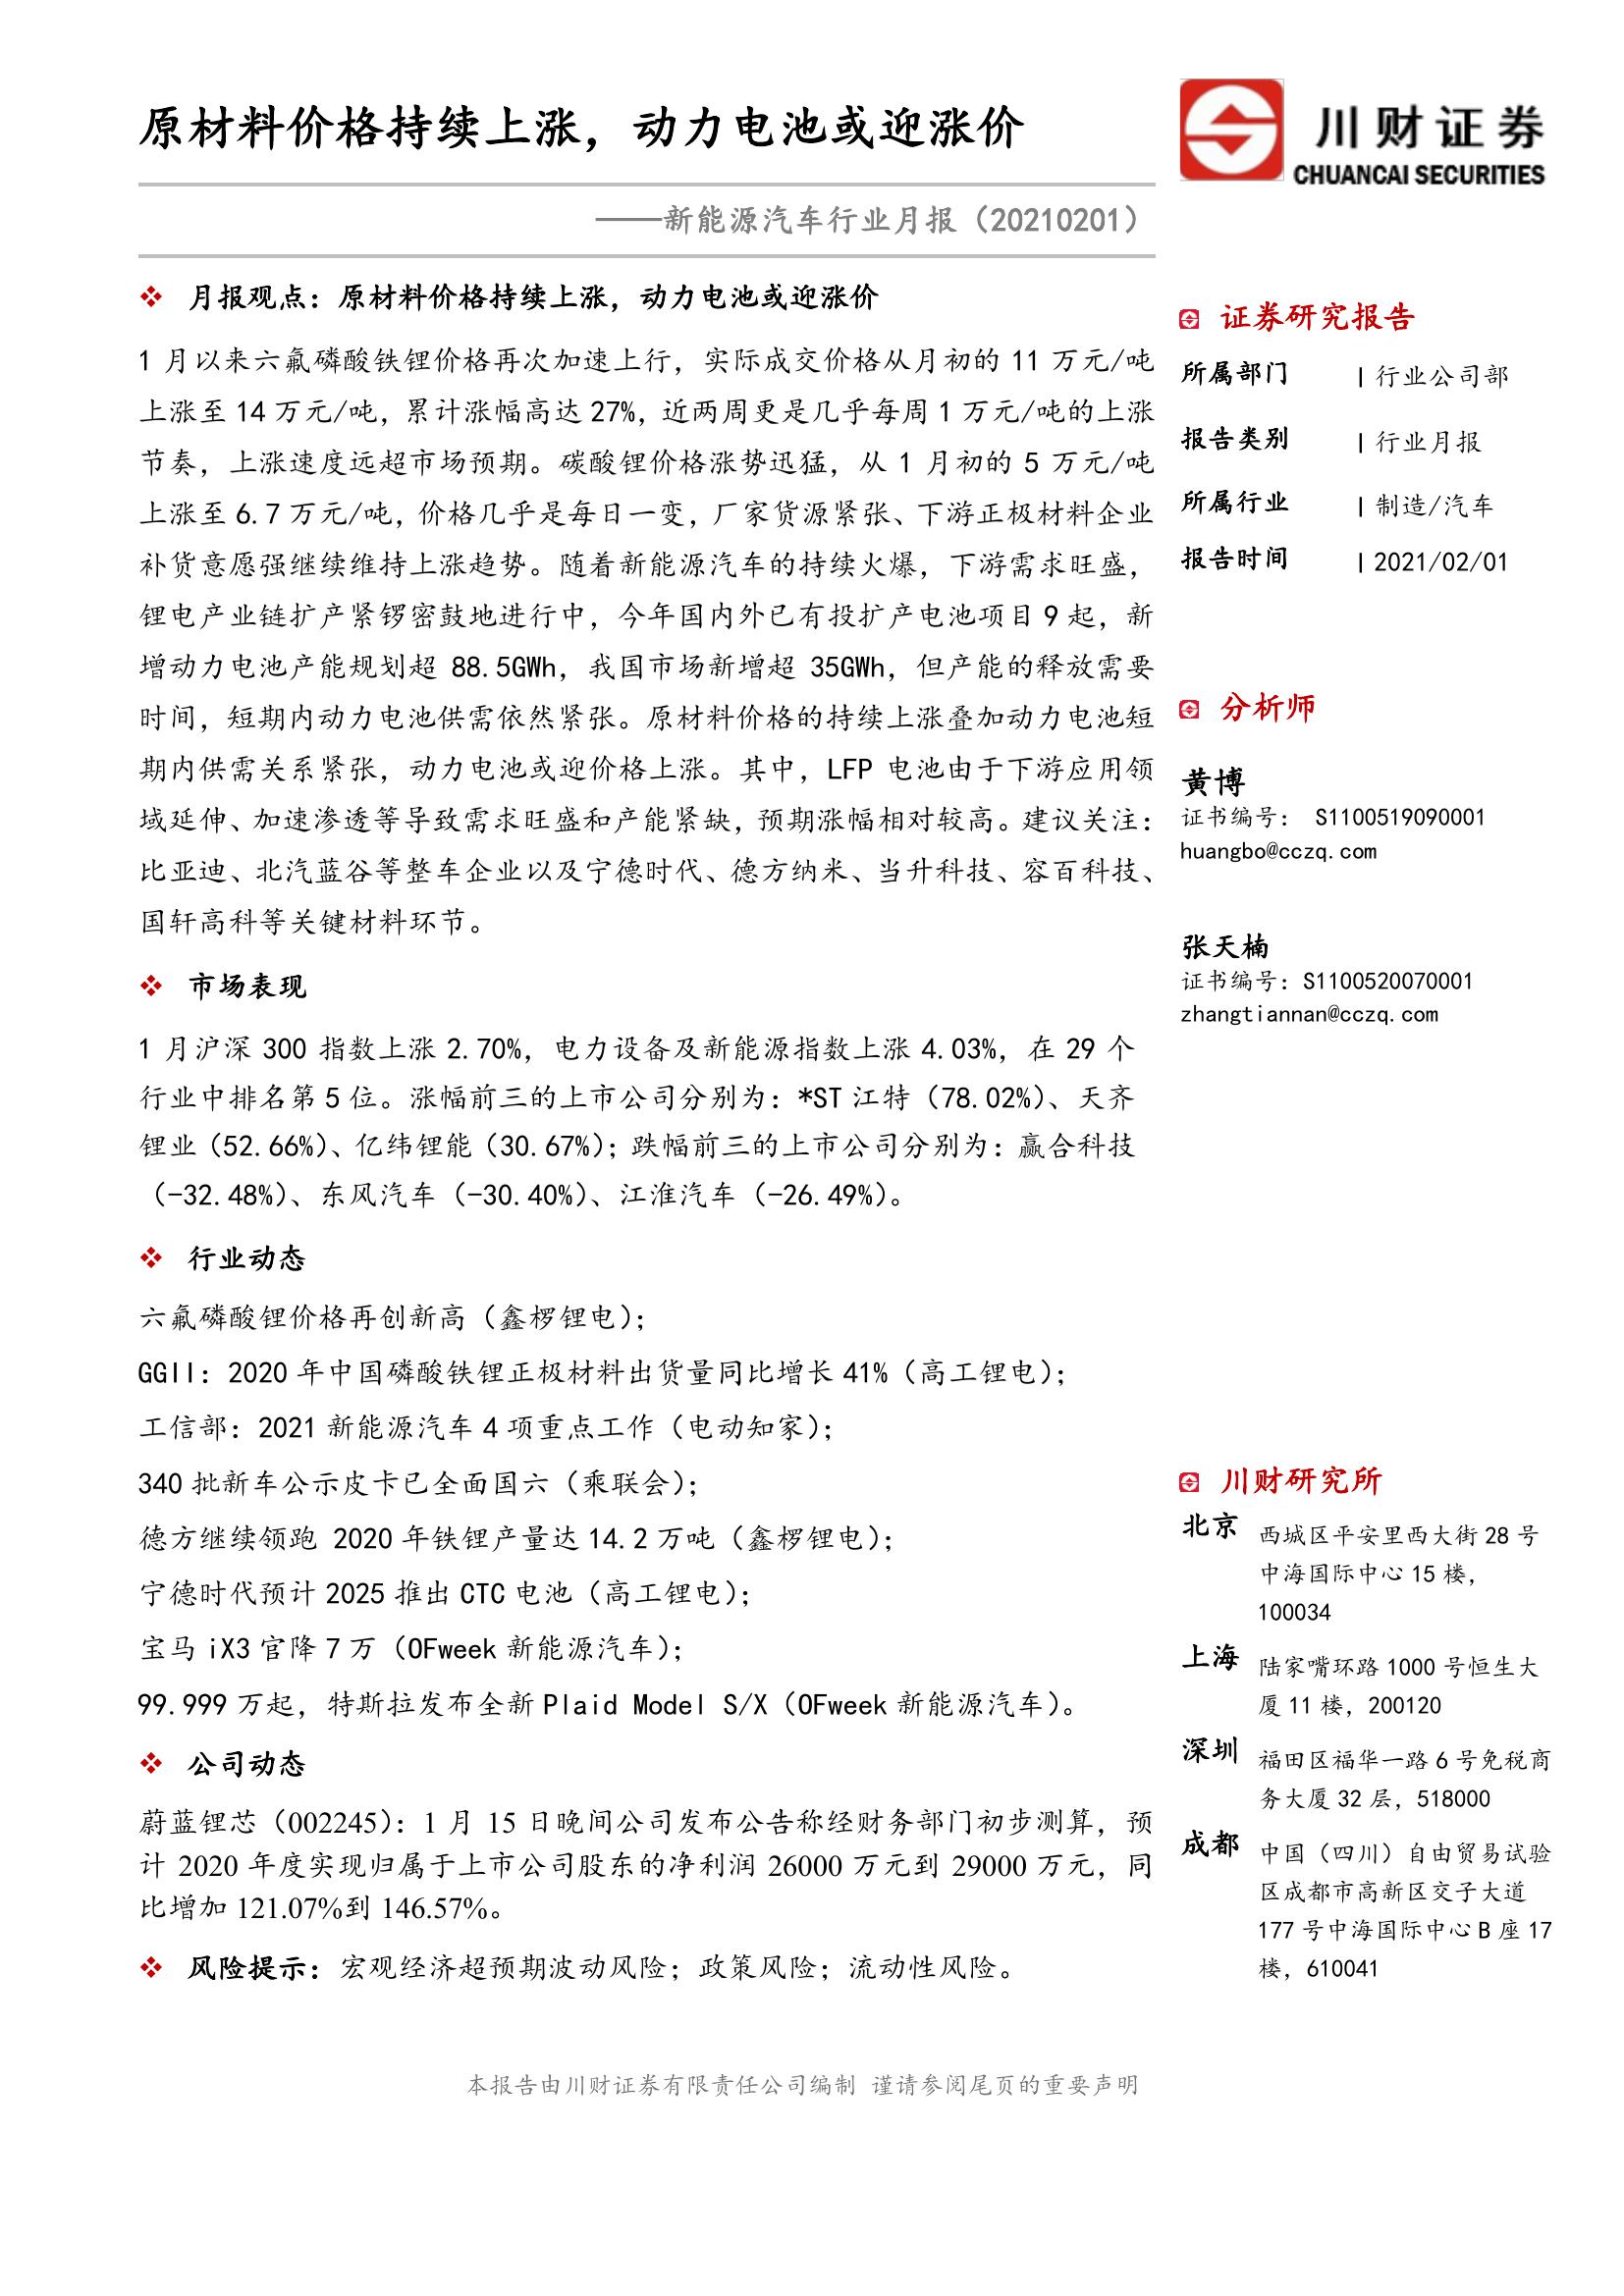 原材料价格持续上涨，动力电池或迎涨价
川财证券
CHUANCAI SECURITIES
——新能源汽车行业月报（20210201）
❖ 月报观点：原材料价格持续上涨，动力电池或迎涨价
1 月以来六氟磷酸铁锂价格再次加速上行，实际成交价格从月初的 11 万元/吨
上涨至 14 万元/吨，累计涨幅高达 27%，近两周更是几乎每周 1 万元/吨的上涨
节奏，上涨速度远超市场预期。碳酸锂价格涨势迅猛，从 1 月初的 5 万元/吨
上涨至 6.7 万元/吨，价格几乎是每日一变，厂家货源紧张、下游正极材料企业
补货意愿强继续维持上涨趋势。随着新能源汽车的持续火爆，下游需求旺盛，
锂电产业链扩产紧锣密鼓地进行中，今年国内外已有投扩产电池项目 9 起，新
增动力电池产能规划超 88.5GWh，我国市场新增超 35GWh，但产能的释放需要
时间，短期内动力电池供需依然紧张。原材料价格的持续上涨叠加动力电池短
期内供需关系紧张，动力电池或迎价格上涨。其中，LFP 电池由于下游应用领
域延伸、加速渗透等导致需求旺盛和产能紧缺，预期涨幅相对较高。建议关注：
比亚迪、北汽蓝谷等整车企业以及宁德时代、德方纳米、当升科技、容百科技、
国轩高科等关键材料环节。
❖ 市场表现
1 月沪深 300 指数上涨 2.70%，电力设备及新能源指数上涨 4.03%，在 29 个
行业中排名第 5 位。涨幅前三的上市公司分别为：*ST 江特（78.02%）、天齐
锂业（52.66%）、亿纬锂能（30.67%）；跌幅前三的上市公司分别为：赢合科技
（-32.48%）、东风汽车（-30.40%）、江淮汽车（-26.49%）。
❖ 行业动态
六氟磷酸锂价格再创新高（鑫椤锂电）；
GGII：2020 年中国磷酸铁锂正极材料出货量同比增长 41%（高工锂电）；
工信部：2021 新能源汽车 4 项重点工作（电动知家）；
340 批新车公示皮卡已全面国六（乘联会）；
德方继续领跑 2020 年铁锂产量达 14.2 万吨（鑫椤锂电）；
宁德时代预计 2025 推出 CTC 电池（高工锂电）；
宝马 iX3 官降 7 万（OFweek 新能源汽车）；
99.999 万起，特斯拉发布全新 Plaid Model S/X（OFweek 新能源汽车）。
❖ 公司动态
蔚蓝锂芯（002245）：1 月 15 日晚间公司发布公告称经财务部门初步测算，预
计 2020 年度实现归属于上市公司股东的净利润 26000 万元到 29000 万元，同
比增加 121.07%到 146.57%。
❖ 风险提示：宏观经济超预期波动风险；政策风险；流动性风险。
证券研究报告
所属部门 | 行业公司部
报告类别 | 行业月报
所属行业 | 制造/汽车
报告时间 | 2021/02/01
分析师
黄博
证书编号： S1100519090001
huangbo@cczq.com
张天楠
证书编号：S1100520070001
zhangtiannan@cczq.com
川财研究所
北京 西城区平安里西大街 28 号
中海国际中心 15 楼，
100034
上海 陆家嘴环路 1000 号恒生大
厦 11 楼，200120
深圳 福田区福华一路 6 号免税商
务大厦 32 层，518000
成都 中国（四川）自由贸易试验
区成都市高新区交子大道
177 号中海国际中心 B 座 17
楼，610041
本报告由川财证券有限责任公司编制 谨请参阅尾页的重要声明